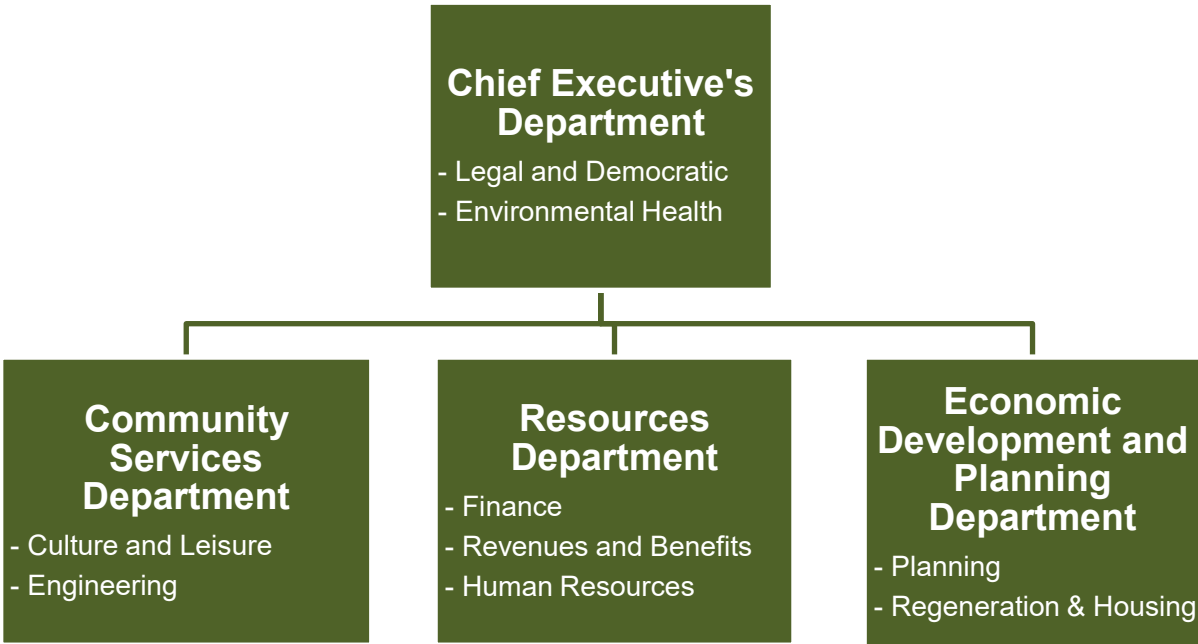 Chief Executive's
Department
- Legal and Democratic
- Environmental Health
Community
Services
Department
- Culture and Leisure
- Engineering
Resources
Department
- Finance
- Revenues and Benefits
- Human Resources
Economic
Development and
Planning
Department
- Planning
- Regeneration & Housing